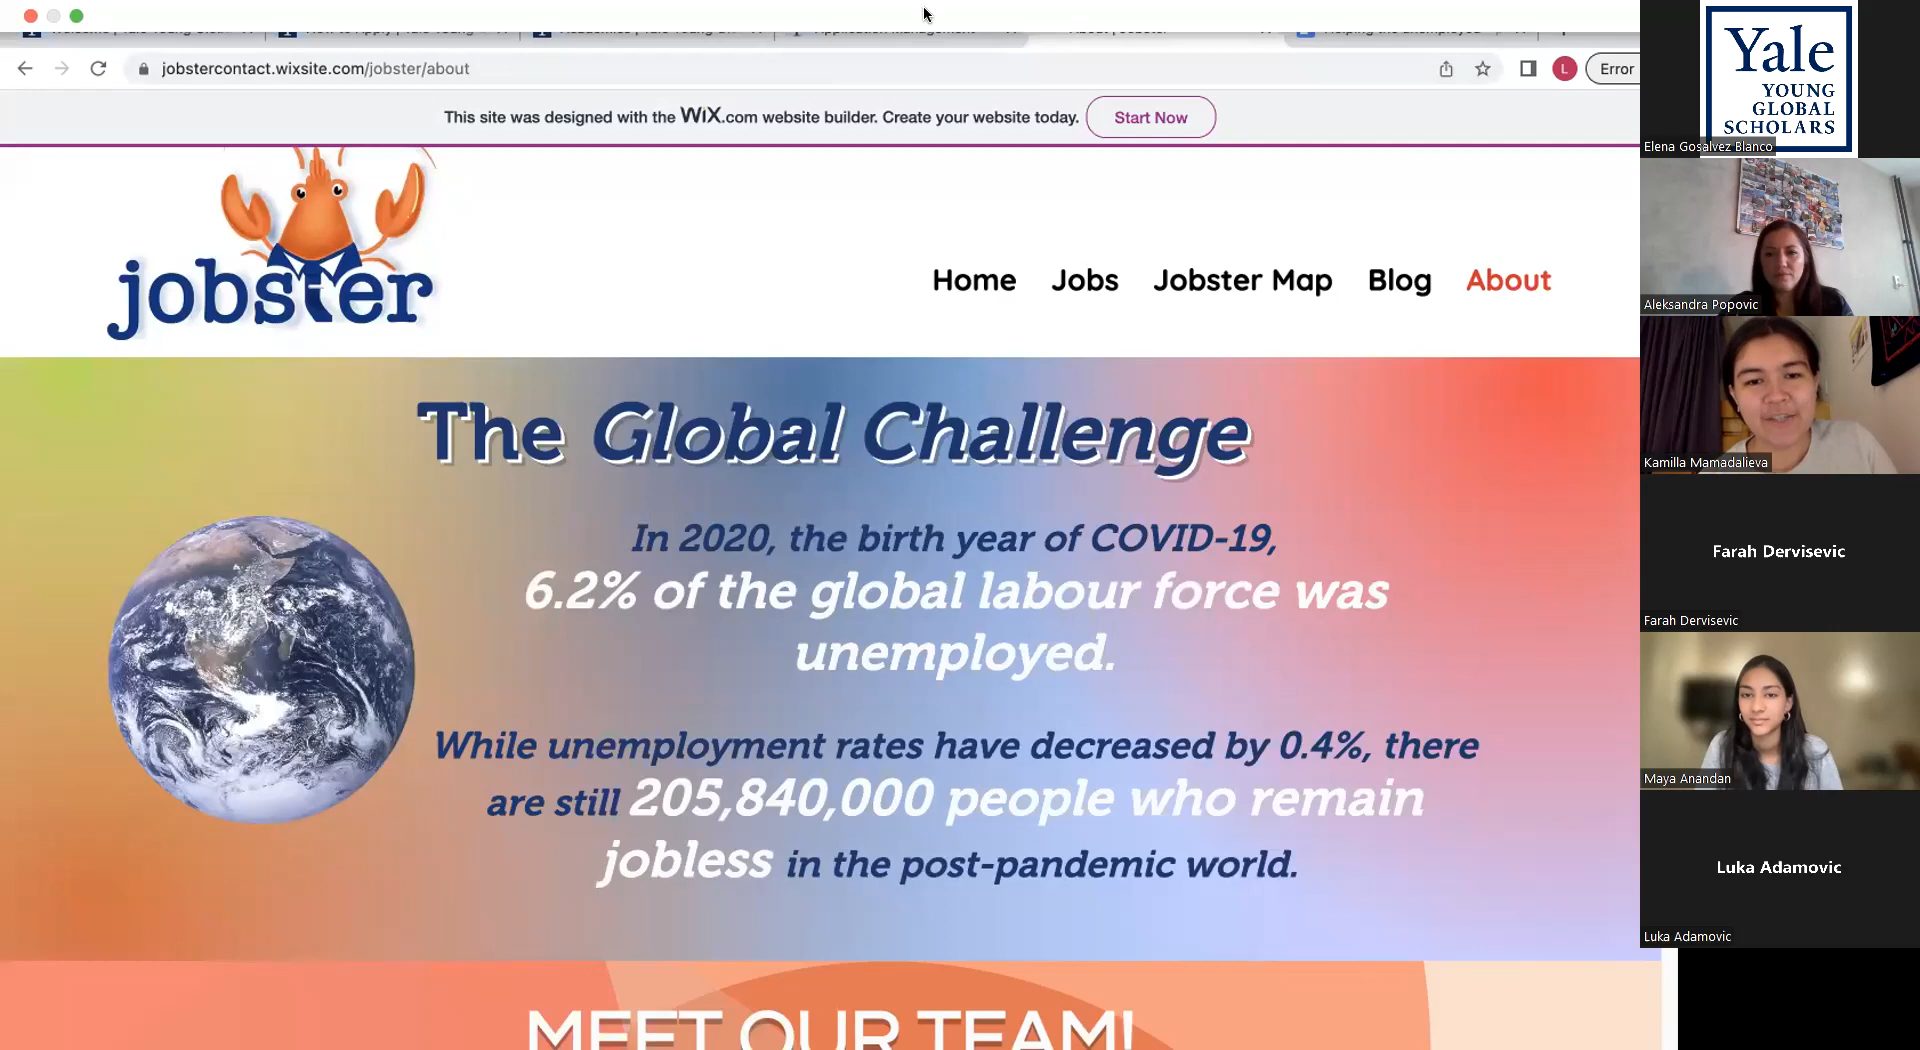 jobstercontact.wixsite.com/jobster/about
L
Error
This site was designed with the WiX.com website builder. Create your website today.
Start Now
jobster
Home
Jobs
Jobster Map
Blog
About
The Global Challenge
In 2020, the birth year of COVID-19,
6.2% of the global labour force was
unemployed.
While unemployment rates have decreased by 0.4%, there
are still 205,840,000 people who remain
jobless in the post-pandemic world.
MEET OUR TEAM!
Yale
YOUNG
GLOBAL
SCHOLARS
Elena Gosalvez Blanco
Aleksandra Popovic
Kamilla Mamadalieva
Farah Dervisevic
Farah Dervisevic
Maya Anandan
Luka Adamovic
Luka Adamovic